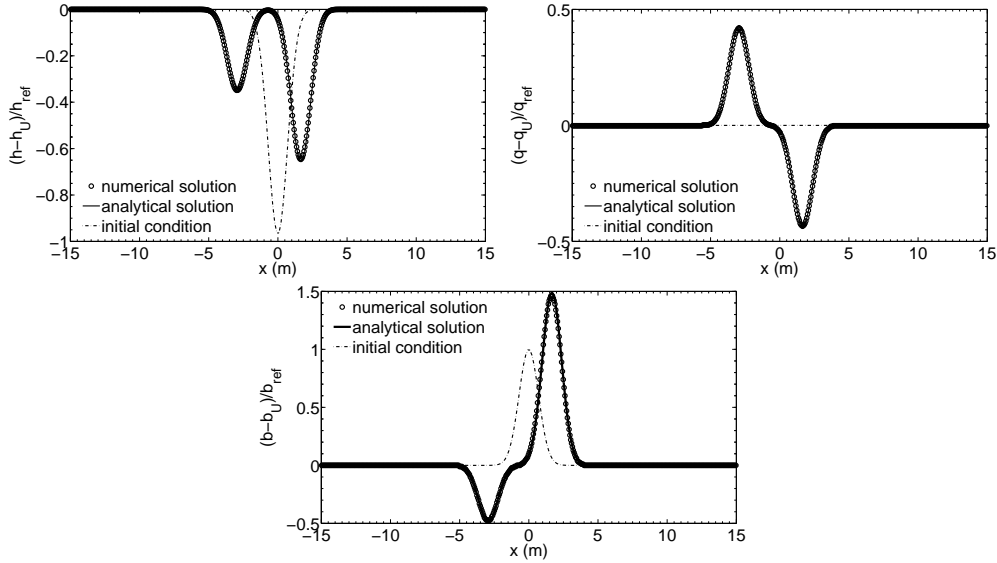 0
−0.2
−0.4
−0.6
−0.8
−1
(h−h_U)/h_ref
numerical solution
analytical solution
initial condition
−15 −10 −5 0 5 10 15
x (m)
0.5
0
−0.5
(q−q_U)/q_ref
numerical solution
analytical solution
initial condition
−15 −10 −5 0 5 10 15
x (m)
1.5
1
0.5
0
−0.5
(b−b_U)/b_ref
numerical solution
analytical solution
initial condition
−15 −10 −5 0 5 10 15
x (m)